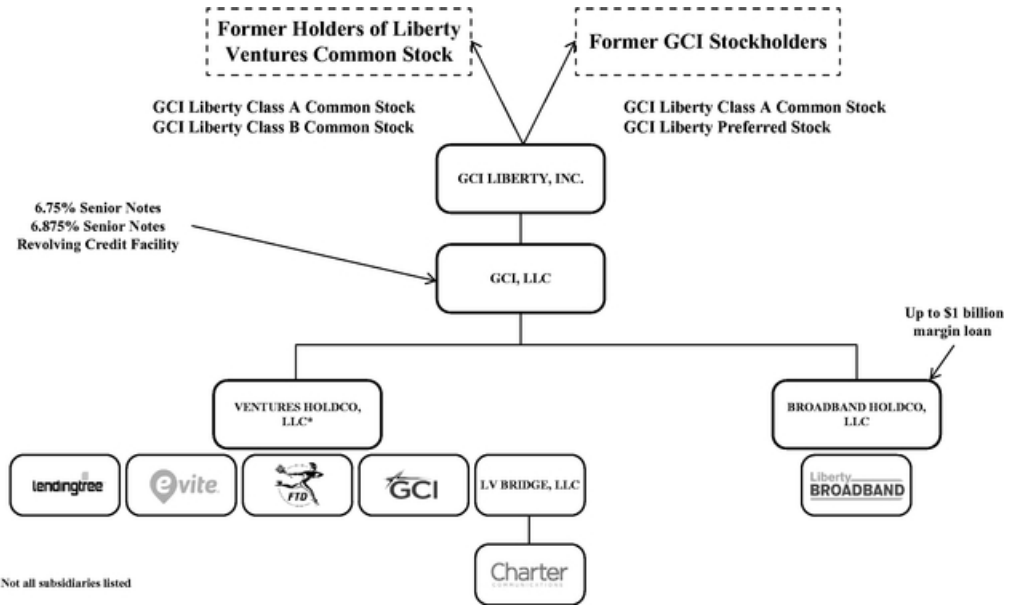 Former Holders of Liberty
Ventures Common Stock
Former GCI Stockholders
GCI Liberty Class A Common Stock
GCI Liberty Class B Common Stock
GCI Liberty Class A Common Stock
GCI Liberty Preferred Stock
GCI LIBERTY, INC.
6.75% Senior Notes
6.875% Senior Notes
Revolving Credit Facility
GCI, LLC
Up to $1 billion
margin loan
VENTURES HOLDCO,
LLC*
BROADBAND HOLDCO,
LLC
lendingtree
evite
FTD
GCI
LV BRIDGE, LLC
Liberty
BROADBAND
Charter
COMMUNICATIONS
Not all subsidiaries listed